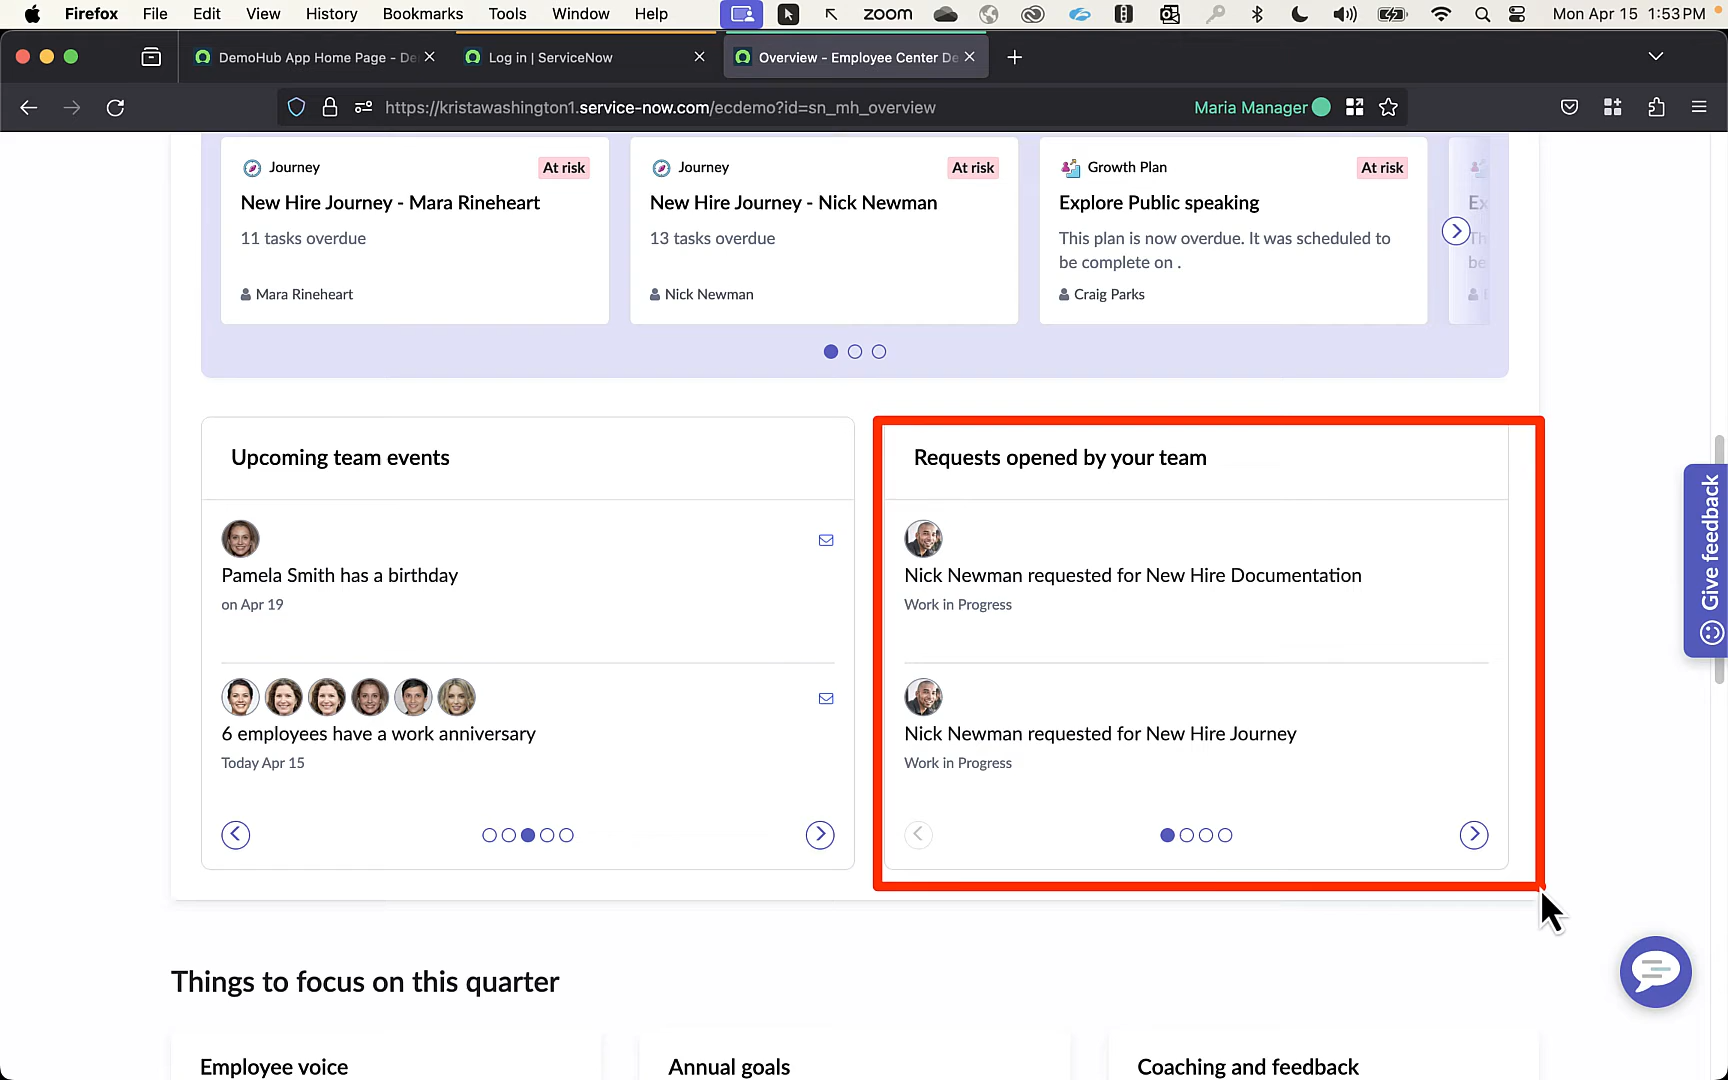 Firefox File Edit View History Bookmarks Tools Window Help zoom Mon Apr 15 1:53 PM
DemoHub App Home Page - De Log in | ServiceNow Overview - Employee Center De
https://kristawashington1.service-now.com/ecdemo?id=sn_mh_overview Maria Manager
Journey At risk
New Hire Journey - Mara Rineheart
11 tasks overdue
Mara Rineheart
Journey At risk
New Hire Journey - Nick Newman
13 tasks overdue
Nick Newman
Growth Plan At risk
Explore Public speaking
This plan is now overdue. It was scheduled to
be complete on .
Craig Parks
Ex
Th
be
Upcoming team events
Pamela Smith has a birthday
on Apr 19
6 employees have a work anniversary
Today Apr 15
Requests opened by your team
Nick Newman requested for New Hire Documentation
Work in Progress
Nick Newman requested for New Hire Journey
Work in Progress
Give feedback
Things to focus on this quarter
Employee voice
Annual goals
Coaching and feedback